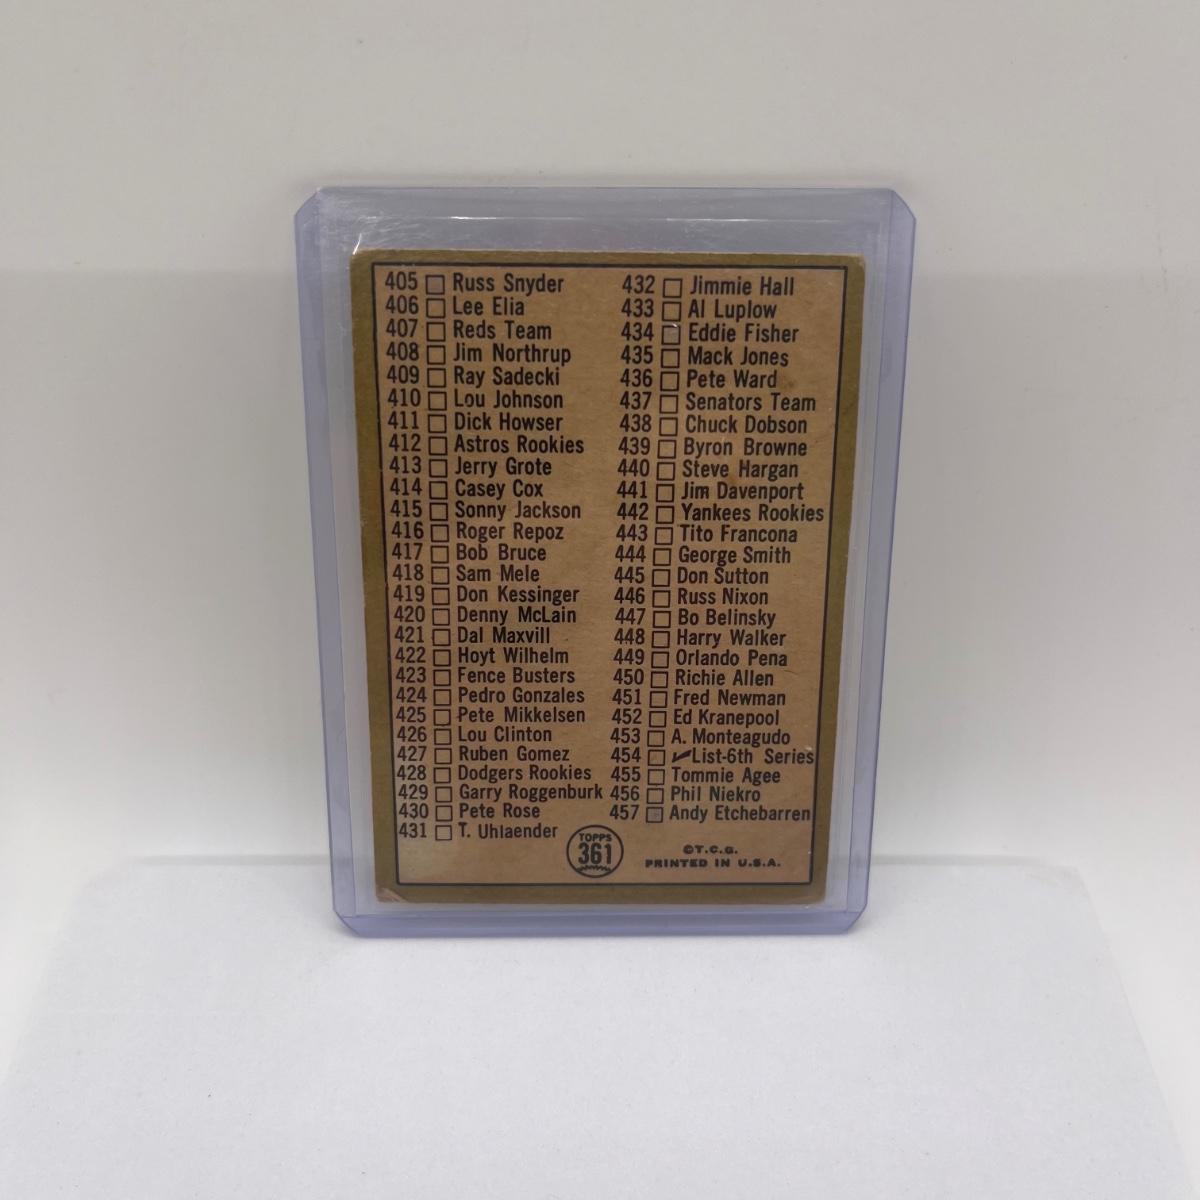 405 Russ Snyder
406 Lee Elia
407 Reds Team
408 Jim Northrup
409 Ray Sadecki
410 Lou Johnson
411 Dick Howser
412 Astros Rookies
413 Jerry Grote
414 Casey Cox
415 Sonny Jackson
416 Roger Repoz
417 Bob Bruce
418 Sam Mele
419 Don Kessinger
420 Denny McLain
421 Dal Maxvill
422 Hoyt Wilhelm
423 Fence Busters
424 Pedro Gonzales
425 Pete Mikkelsen
426 Lou Clinton
427 Ruben Gomez
428 Dodgers Rookies
429 Garry Roggenburk
430 Pete Rose
431 T. Uhlaender
432 Jimmie Hall
433 Al Luplow
434 Eddie Fisher
435 Mack Jones
436 Pete Ward
437 Senators Team
438 Chuck Dobson
439 Byron Browne
440 Steve Hargan
441 Jim Davenport
442 Yankees Rookies
443 Tito Francona
444 George Smith
445 Don Sutton
446 Russ Nixon
447 Bo Belinsky
448 Harry Walker
449 Orlando Pena
450 Richie Allen
451 Fred Newman
452 Ed Kranepool
453 A. Monteagudo
454 ✓List-6th Series
455 Tommie Agee
456 Phil Niekro
457 Andy Etchebarren
TOPPS
361
©T.C.G.
PRINTED IN U.S.A.